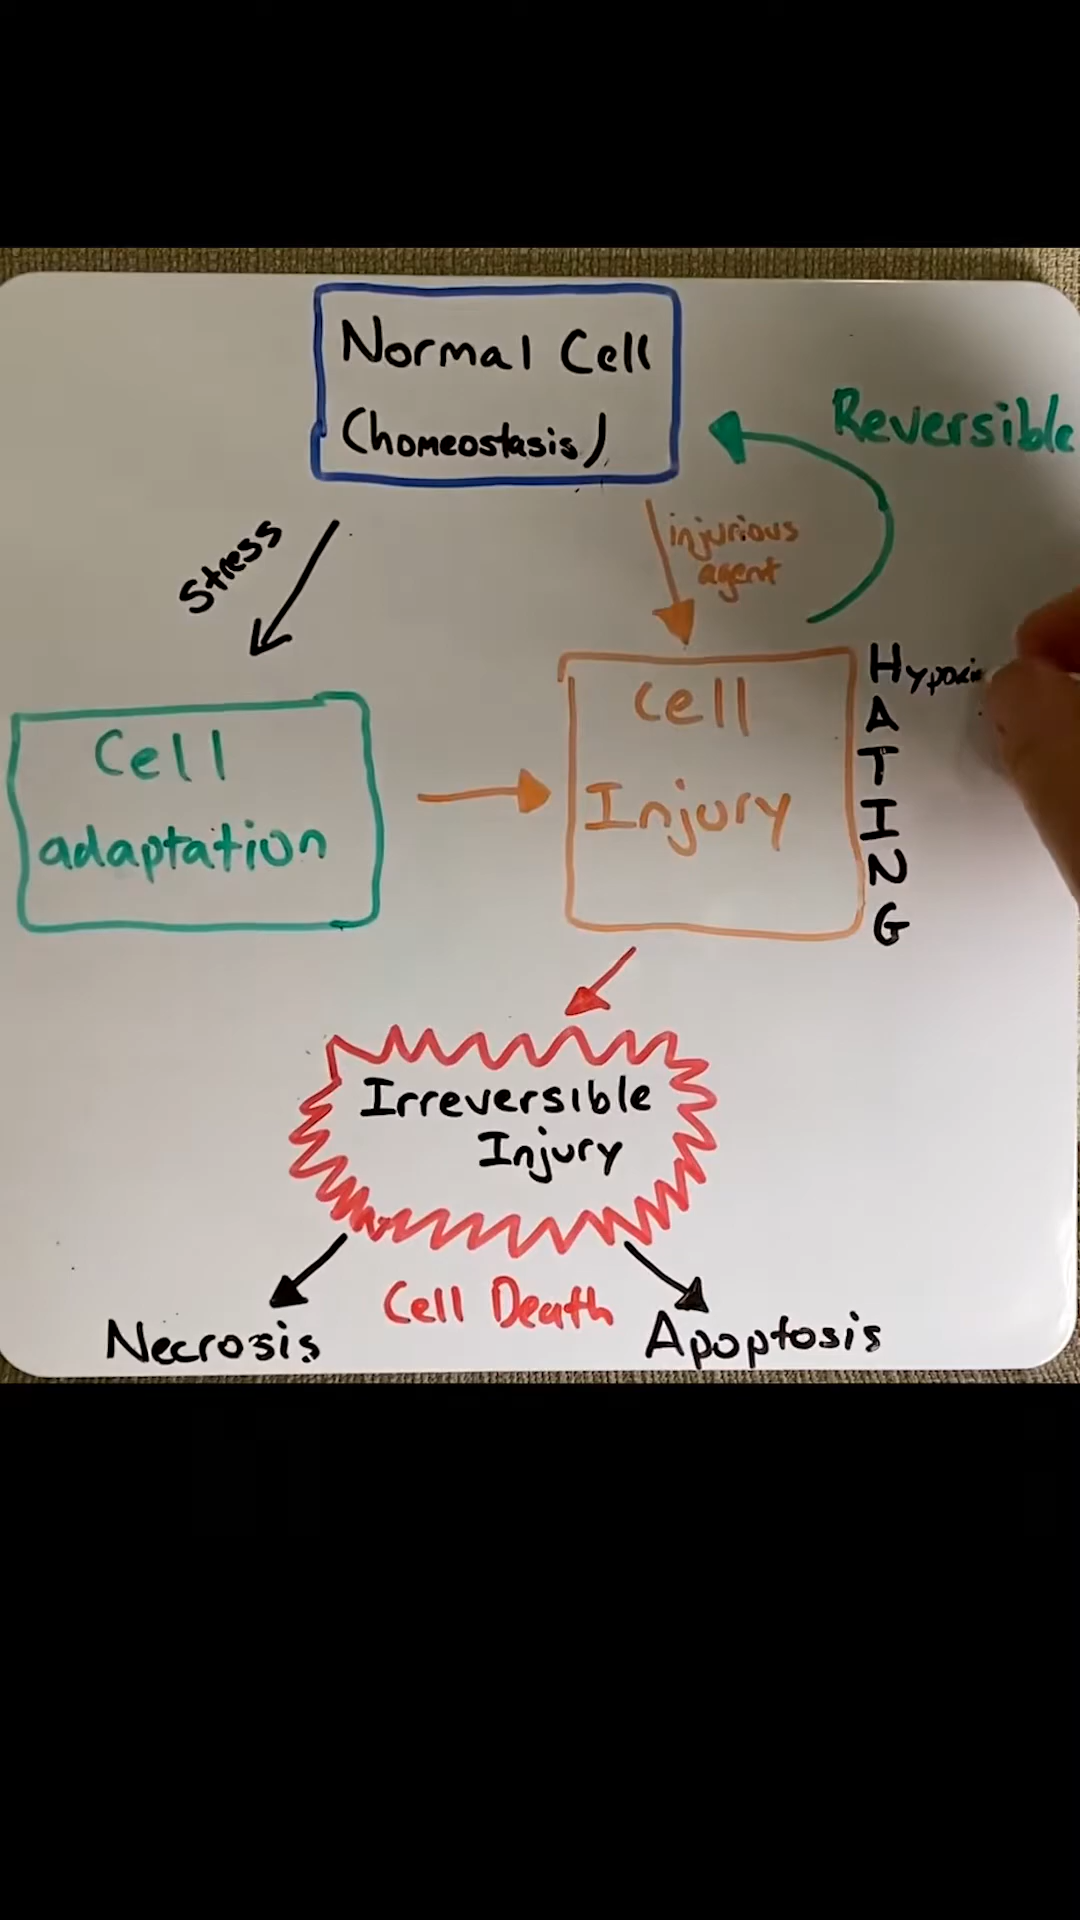 Normal Cell
(homeostasis)
Reversible
Stress
injurious
agent
Cell
adaptation
Cell
Injury
H
A
T
I
N
G
Irreversible
Injury
Cell Death
Necrosis
Apoptosis